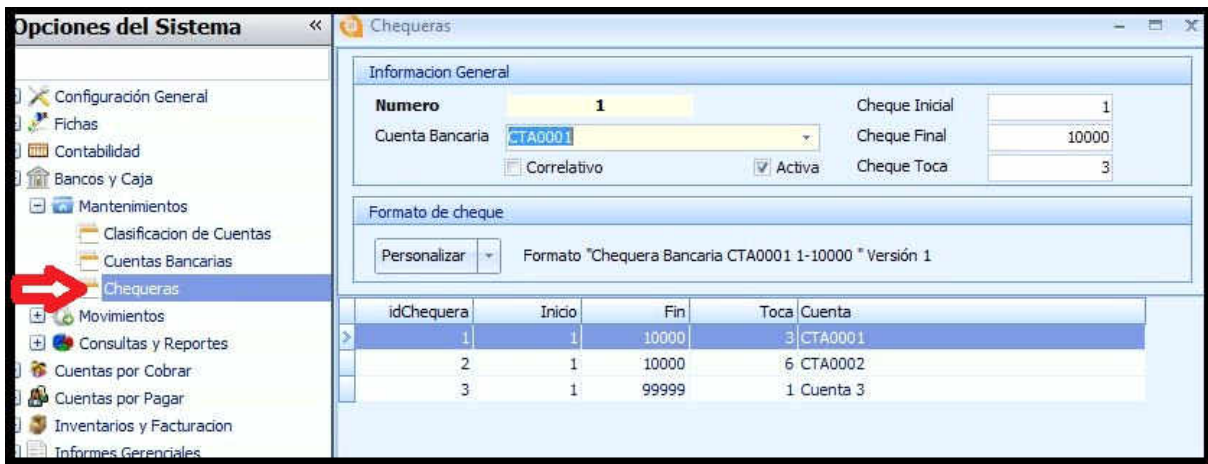 Opciones del Sistema «
Configuración General
Fichas
Contabilidad
Bancos y Caja
Mantenimientos
Clasificacion de Cuentas
Cuentas Bancarias
Chequeras
Movimientos
Consultas y Reportes
Cuentas por Cobrar
Cuentas por Pagar
Inventarios y Facturacion
Informes Gerenciales
Chequeras
Informacion General
Numero 1 Cheque Inicial 1
Cuenta Bancaria CTA0001 Cheque Final 10000
Correlativo Activa Cheque Toca 3
Formato de cheque
Personalizar Formato "Chequera Bancaria CTA0001 1-10000 " Versión 1
idChequera Inicio Fin Toca Cuenta
1 1 10000 3 CTA0001
2 1 10000 6 CTA0002
3 1 99999 1 Cuenta 3